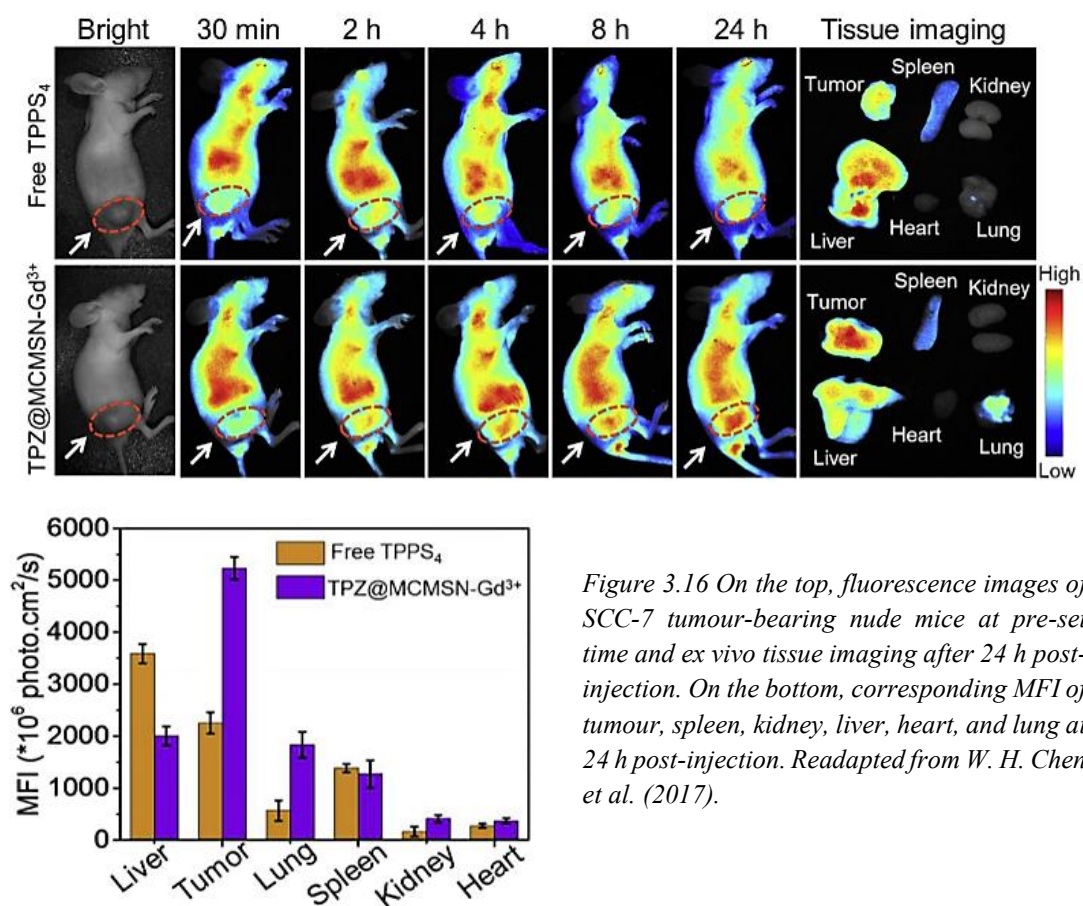 Bright 30 min 2 h 4 h 8 h 24 h Tissue imaging
Free TPPS₄
Tumor Spleen Kidney
Liver Heart Lung
TPZ@MCMSN-Gd³⁺
Tumor Spleen Kidney
Liver Heart Lung
High
Low
MFI (*10⁶ photo.cm²/s)
6000
5000
4000
3000
2000
1000
0
Free TPPS₄
TPZ@MCMSN-Gd³⁺
Liver Tumor Lung Spleen Kidney Heart
Figure 3.16 On the top, fluorescence images of
SCC-7 tumour-bearing nude mice at pre-set
time and ex vivo tissue imaging after 24 h post-
injection. On the bottom, corresponding MFI of
tumour, spleen, kidney, liver, heart, and lung at
24 h post-injection. Readapted from W. H. Chen
et al. (2017).